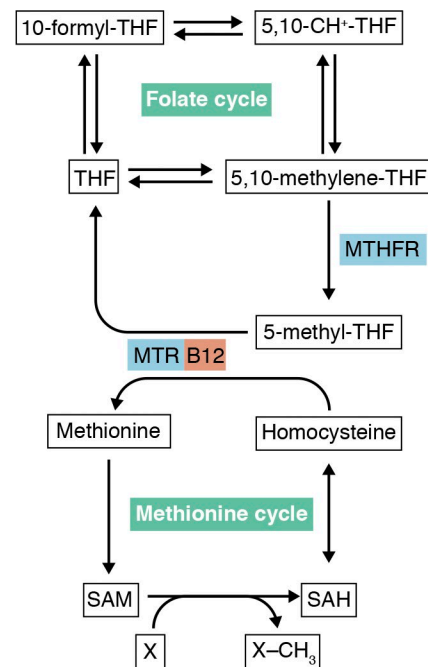 10-formyl-THF
5,10-CH⁺-THF
Folate cycle
THF
5,10-methylene-THF
MTHFR
5-methyl-THF
MTR B12
Methionine
Homocysteine
Methionine cycle
SAM
SAH
X
X–CH₃